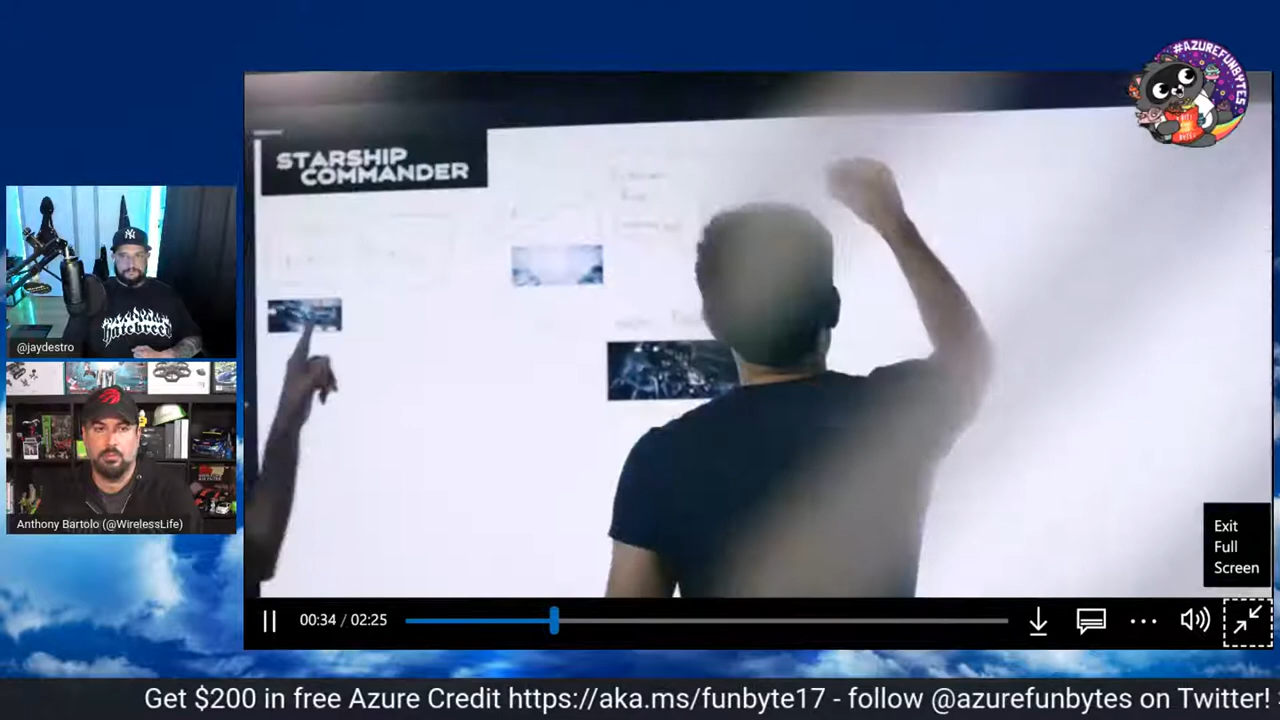 #AZUREFUNBYTES
STARSHIP
COMMANDER
hatebreed
@jaydestro
Anthony Bartolo (@WirelessLife)
Exit
Full
Screen
00:34 / 02:25
Get $200 in free Azure Credit https://aka.ms/funbyte17 - follow @azurefunbytes on Twitter!